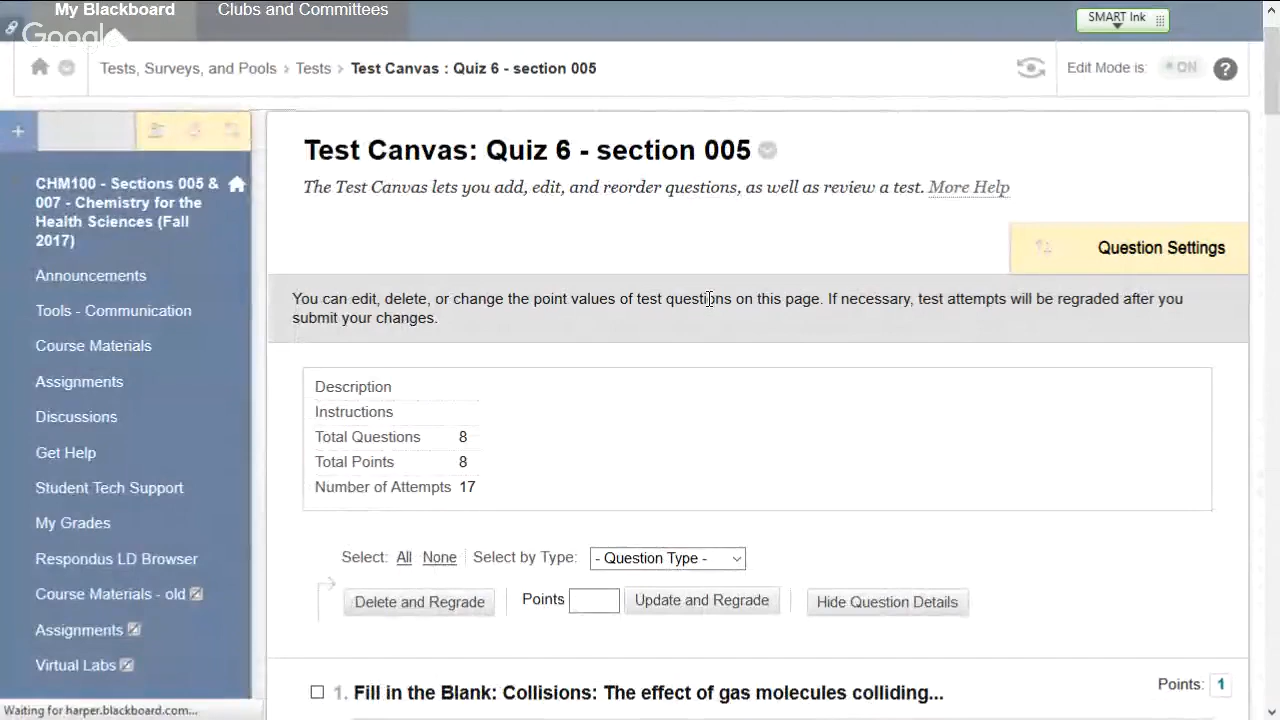 My Blackboard
Clubs and Committees
SMART Ink
Google
Tests, Surveys, and Pools › Tests › Test Canvas : Quiz 6 - section 005
Edit Mode is: ON ?
+
CHM100 - Sections 005 &
007 - Chemistry for the
Health Sciences (Fall
2017)
Announcements
Tools - Communication
Course Materials
Assignments
Discussions
Get Help
Student Tech Support
My Grades
Respondus LD Browser
Course Materials - old
Assignments
Virtual Labs
Test Canvas: Quiz 6 - section 005
The Test Canvas lets you add, edit, and reorder questions, as well as review a test. More Help
Question Settings
You can edit, delete, or change the point values of test questions on this page. If necessary, test attempts will be regraded after you
submit your changes.
Description
Instructions
Total Questions 8
Total Points 8
Number of Attempts 17
Select: All None Select by Type: - Question Type -
Delete and Regrade Points Update and Regrade Hide Question Details
1. Fill in the Blank: Collisions: The effect of gas molecules colliding...
Points: 1
Waiting for harper.blackboard.com...